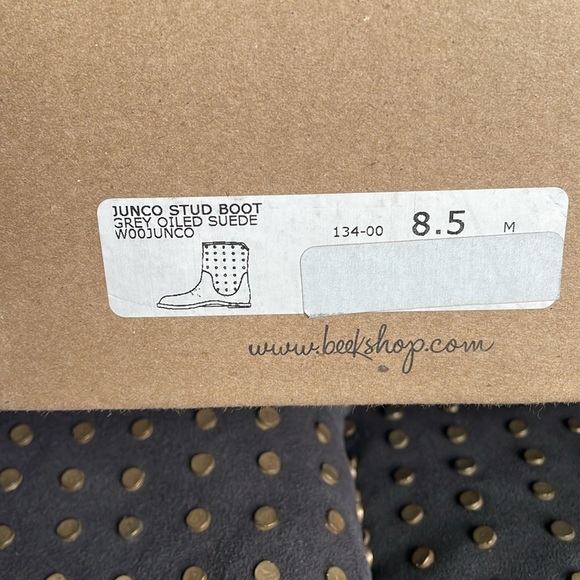 JUNCO STUD BOOT
GREY OILED SUEDE
W00JUNCO
134-00 8.5 M
www.beekshop.com